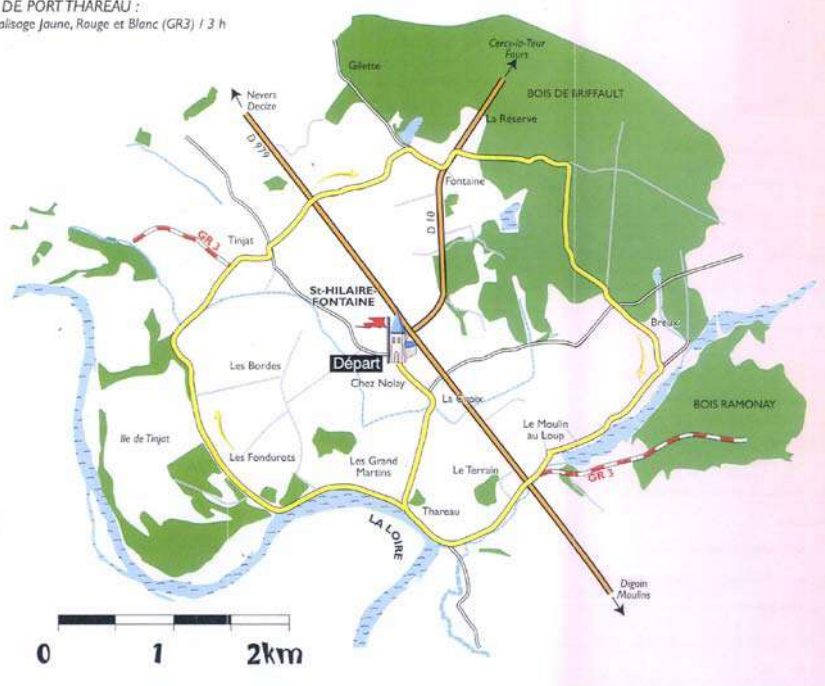 DE PORT THAREAU :
alisage Jaune, Rouge et Blanc (GR3) / 3 h
Cercy-la-Tour
Fours
Gilette
Nevers
Decize
BOIS DE BRIFFAULT
La Réserve
D 979
Fontaine
D 10
GR 3
Tinjat
St-HILAIRE-
FONTAINE
Breux
Départ
Les Bordes
Chez Nolay
La Croix
BOIS RAMONAY
Ile de Tinjat
Le Moulin
au Loup
Les Fondurots
Les Grand
Martins
Le Terrain
GR 3
Thareau
LA LOIRE
Digoin
Moulins
0 1 2km